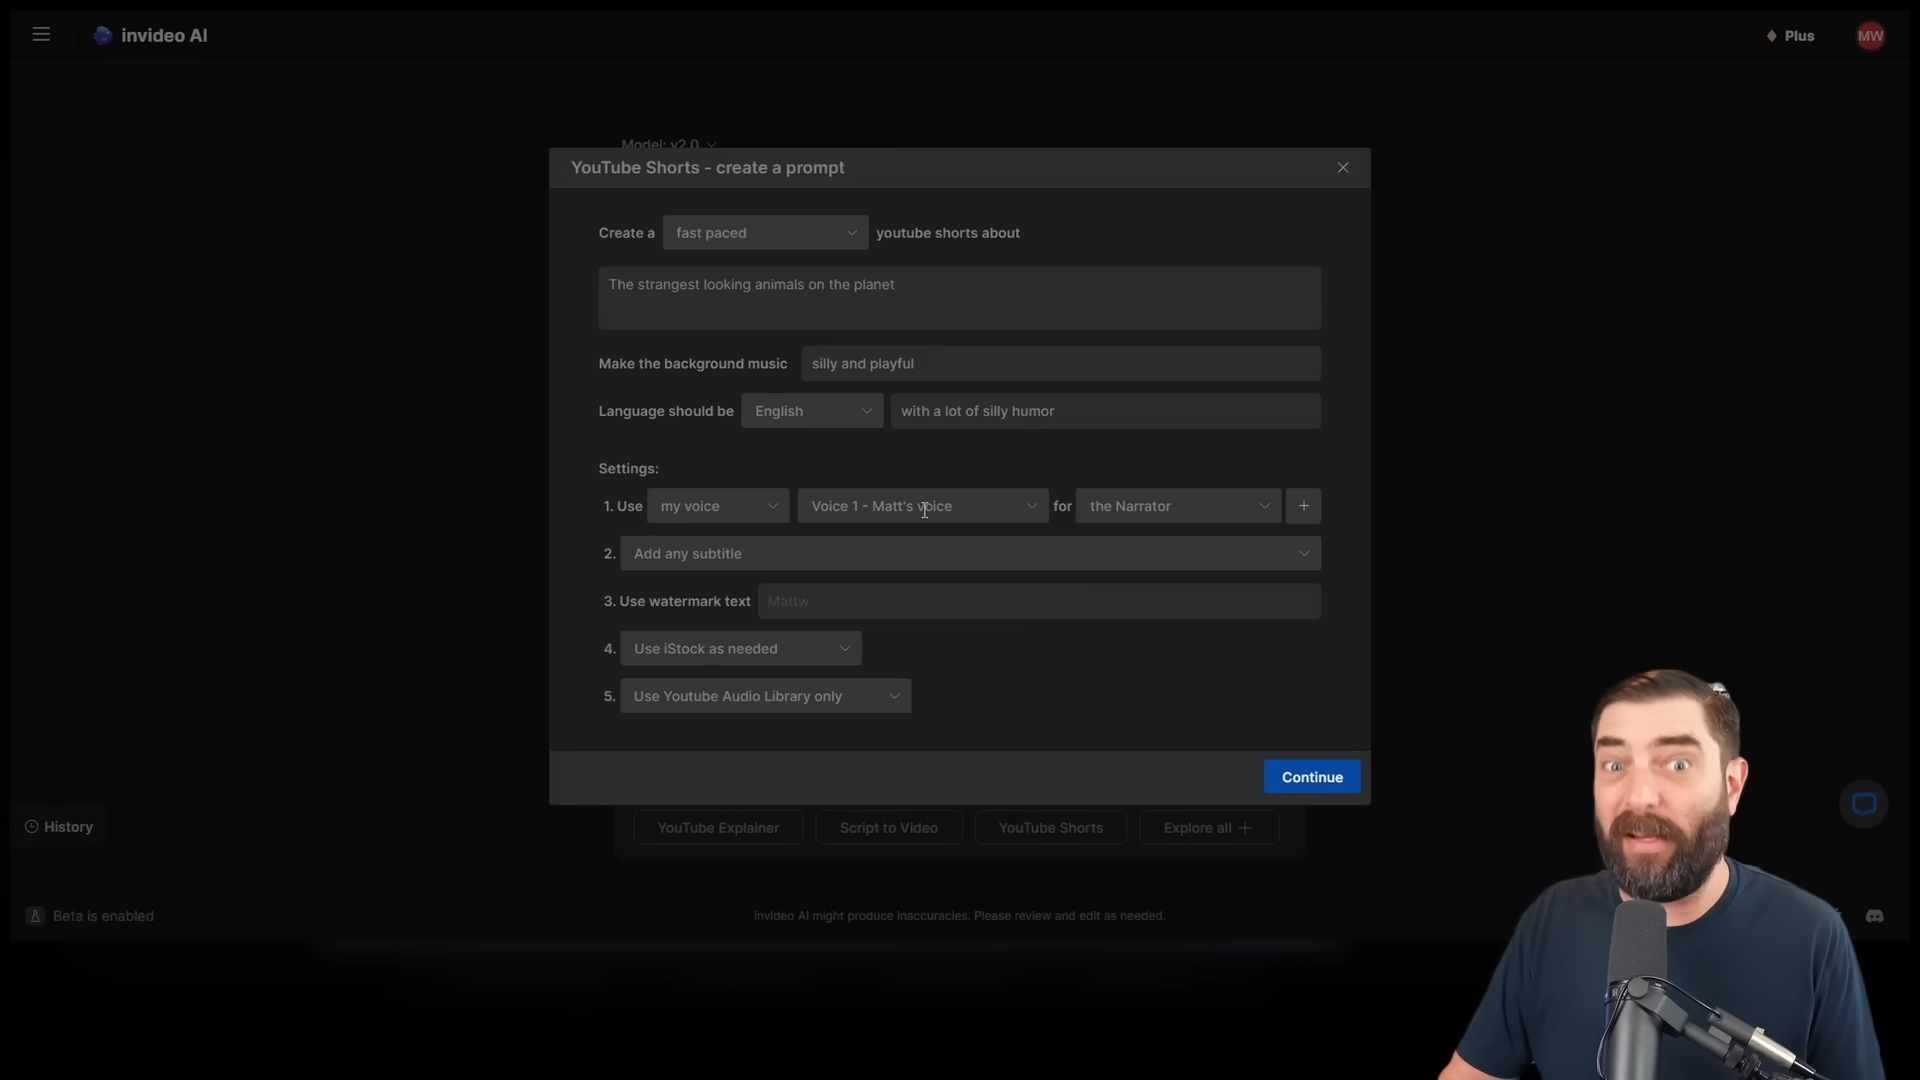 invideo AI
Plus
MW
Model: v2.0
YouTube Shorts - create a prompt
Create a fast paced youtube shorts about
The strangest looking animals on the planet
Make the background music silly and playful
Language should be English with a lot of silly humor
Settings:
1. Use my voice Voice 1 - Matt's voice for the Narrator +
2. Add any subtitle
3. Use watermark text Mattw
4. Use iStock as needed
5. Use Youtube Audio Library only
Continue
History
YouTube Explainer Script to Video YouTube Shorts Explore all +
Beta is enabled
invideo AI might produce inaccuracies. Please review and edit as needed.